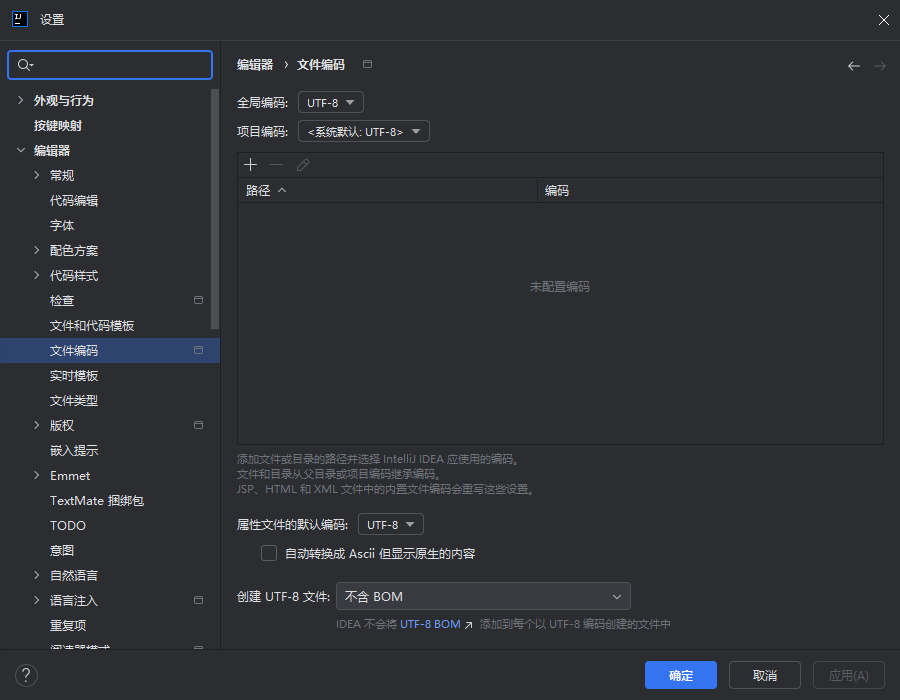 设置
外观与行为
按键映射
编辑器
常规
代码编辑
字体
配色方案
代码样式
检查
文件和代码模板
文件编码
实时模板
文件类型
版权
嵌入提示
Emmet
TextMate 捆绑包
TODO
意图
自然语言
语言注入
重复项
阅读器模式
编辑器 › 文件编码
全局编码: UTF-8
项目编码: <系统默认: UTF-8>
路径 编码
未配置编码
添加文件或目录的路径并选择 IntelliJ IDEA 应使用的编码。
文件和目录从父目录或项目编码继承编码。
JSP、HTML 和 XML 文件中的内置文件编码会重写这些设置。
属性文件的默认编码: UTF-8
自动转换成 Ascii 但显示原生的内容
创建 UTF-8 文件: 不含 BOM
IDEA 不会将 UTF-8 BOM ↗ 添加到每个以 UTF-8 编码创建的文件中
? 确定 取消 应用(A)